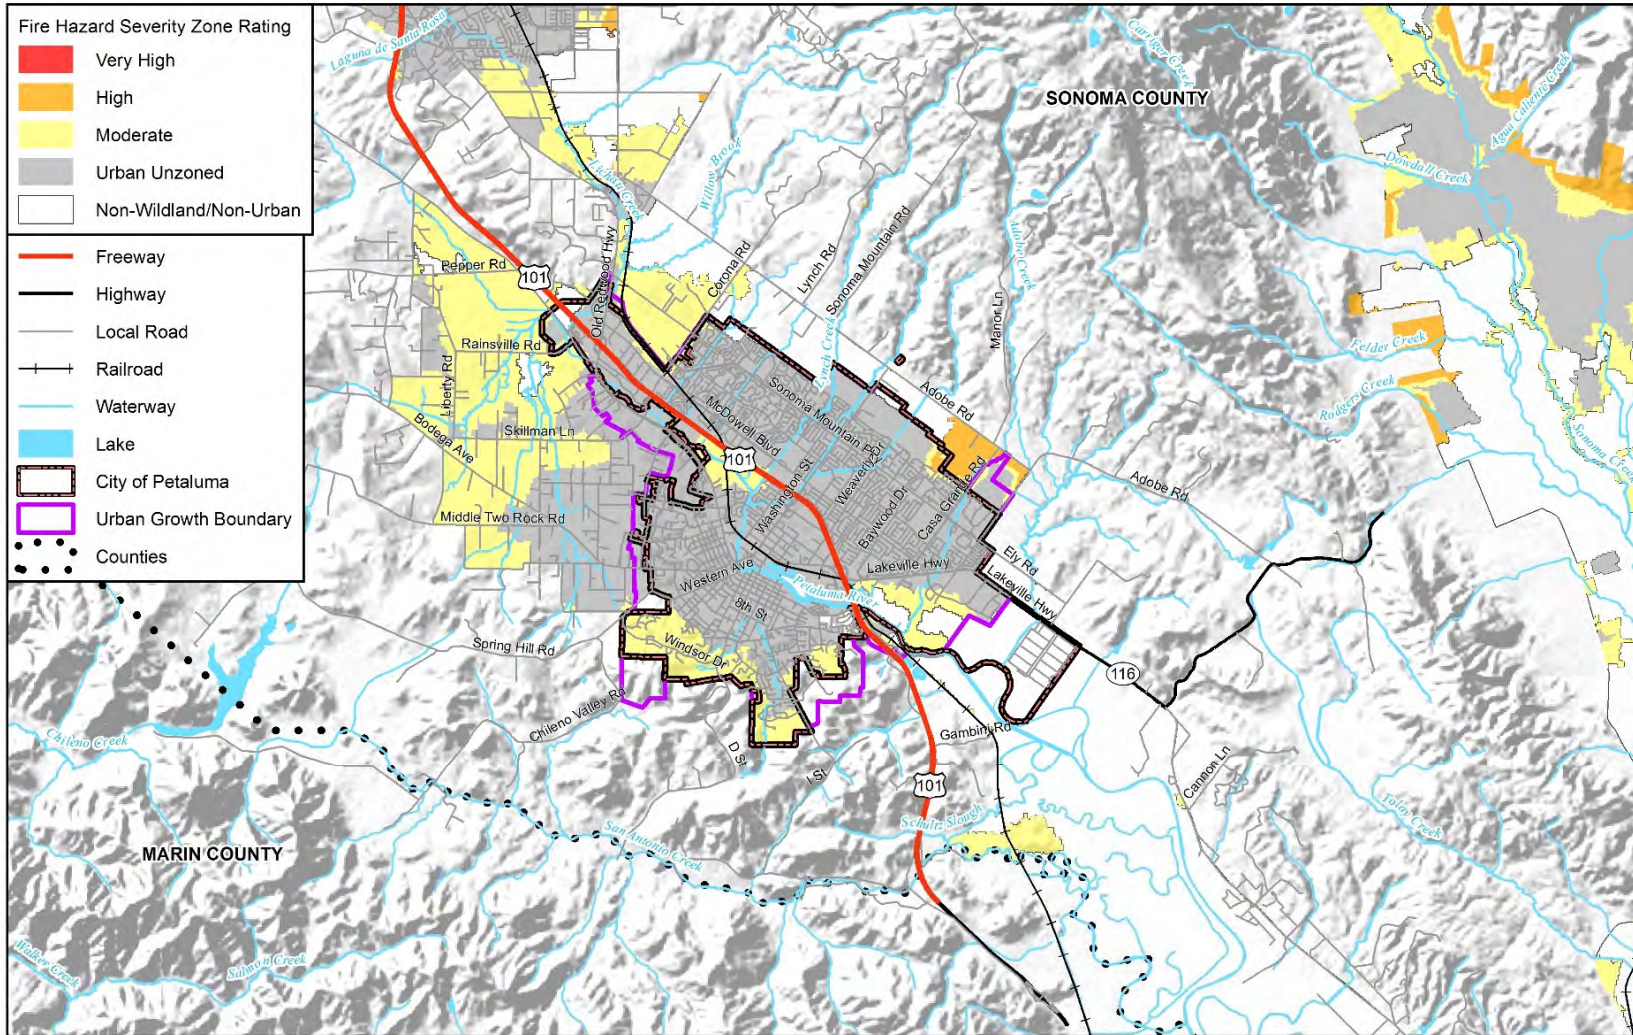 Fire Hazard Severity Zone Rating
Very High
High
Moderate
Urban Unzoned
Non-Wildland/Non-Urban
Freeway
Highway
Local Road
Railroad
Waterway
Lake
City of Petaluma
Urban Growth Boundary
Counties
Laguna de Santa Rosa
Carriger Creek
SONOMA COUNTY
Agua Caliente Creek
Dowdall Creek
Willow Brook
Lichau Creek
Old Redwood Hwy
Corona Rd
Lynch Rd
Sonoma Mountain Rd
Adobe Creek
Pepper Rd
101
Manor Ln
Felder Creek
Rainsville Rd
Liberty Rd
Lynch Creek
Adobe Rd
Rodgers Creek
Sonoma Creek
Bodega Ave
Skillman Ln
McDowell Blvd
Sonoma Mountain P
101
Washington St
Weaverly Dr
Baywood Dr
Casa Grande Rd
Adobe Rd
Middle Two Rock Rd
Ely Rd
Lakeville Hwy
Lakeville Hwy
Western Ave
Petaluma River
8th St
Windsor Dr
Spring Hill Rd
116
Chileno Valley Rd
Chileno Creek
D St
I St
Gambini Rd
Cannon Ln
101
Schultz Slough
Tolay Creek
San Antonio Creek
MARIN COUNTY
Walker Creek
Salmon Creek